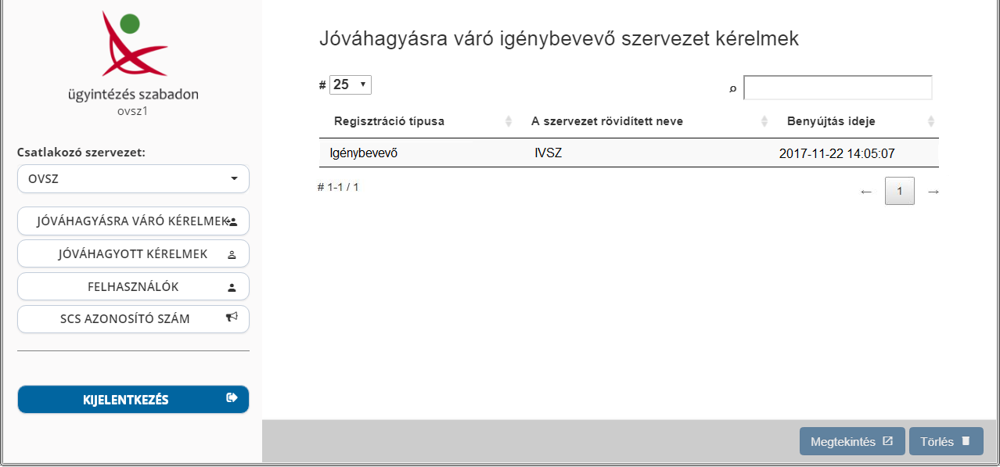 ügyintézés szabadon
ovsz1
Csatlakozó szervezet:
OVSZ
JÓVÁHAGYÁSRA VÁRÓ KÉRELMEK
JÓVÁHAGYOTT KÉRELMEK
FELHASZNÁLÓK
SCS AZONOSÍTÓ SZÁM
KIJELENTKEZÉS
Jóváhagyásra váró igénybevevő szervezet kérelmek
# 25
Regisztráció típusa A szervezet rövidített neve Benyújtás ideje
Igénybevevő IVSZ 2017-11-22 14:05:07
# 1-1 / 1
← 1 →
Megtekintés Törlés